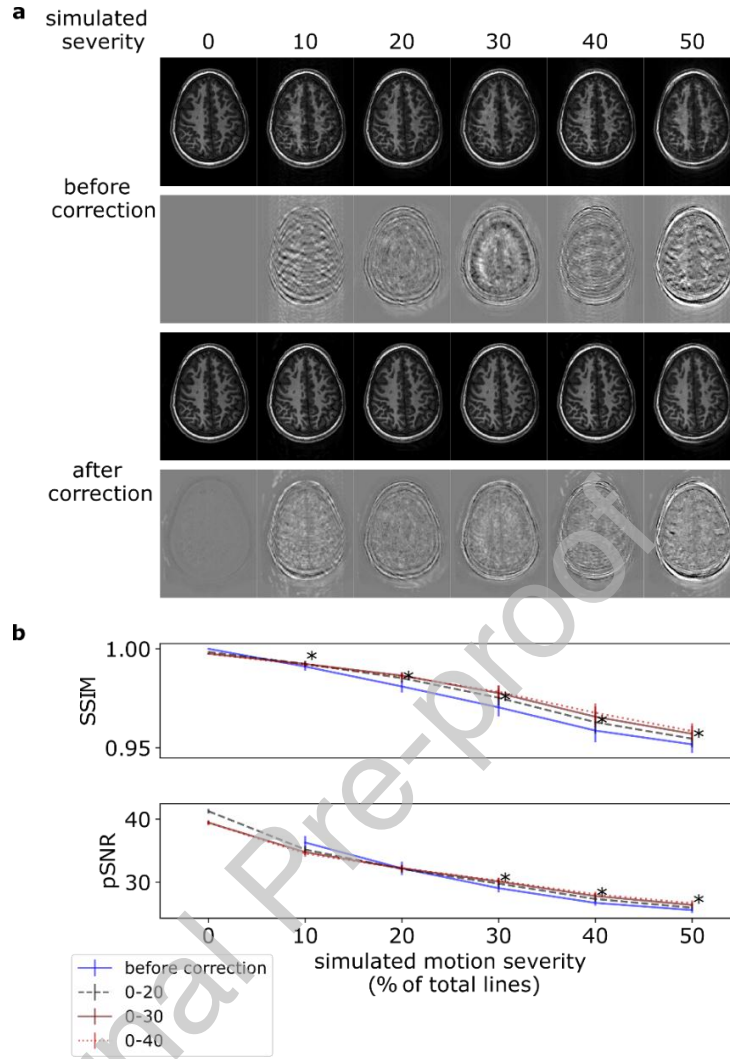 a
simulated
severity
0 10 20 30 40 50
before
correction
after
correction
b
1.00
SSIM
0.95
*
*
*
*
*
40
pSNR
30
*
*
*
0 10 20 30 40 50
simulated motion severity
(% of total lines)
before correction
0-20
0-30
0-40
nal Pre-proof